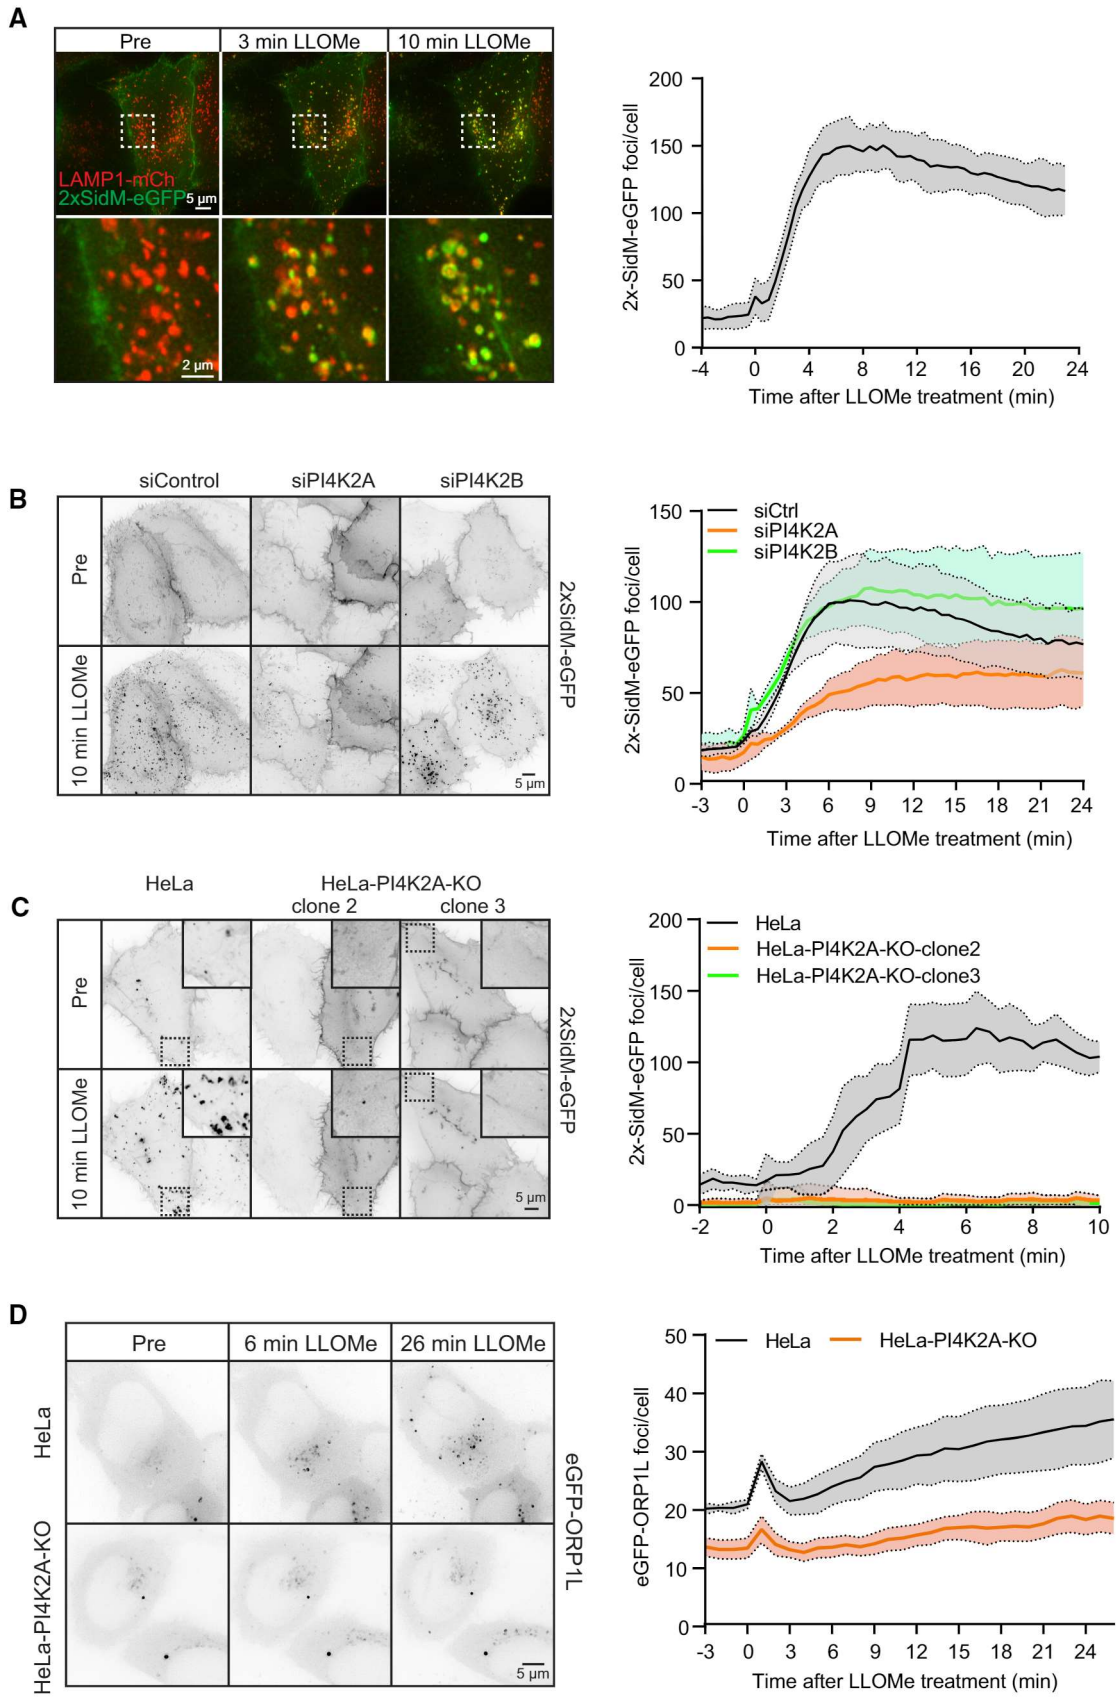 A
Pre
3 min LLOMe
10 min LLOMe
LAMP1-mCh
2xSidM-eGFP
5 µm
2 µm
2x-SidM-eGFP foci/cell
200
150
100
50
0
-4 0 4 8 12 16 20 24
Time after LLOMe treatment (min)
B
siControl
siPI4K2A
siPI4K2B
Pre
10 min LLOMe
2xSidM-eGFP
5 µm
2x-SidM-eGFP foci/cell
siCtrl
siPI4K2A
siPI4K2B
150
100
50
0
-3 0 3 6 9 12 15 18 21 24
Time after LLOMe treatment (min)
C
HeLa
HeLa-PI4K2A-KO
clone 2
clone 3
Pre
10 min LLOMe
2xSidM-eGFP
5 µm
2x-SidM-eGFP foci/cell
HeLa
HeLa-PI4K2A-KO-clone2
HeLa-PI4K2A-KO-clone3
200
150
100
50
0
-2 0 2 4 6 8 10
Time after LLOMe treatment (min)
D
Pre
6 min LLOMe
26 min LLOMe
HeLa
HeLa-PI4K2A-KO
eGFP-ORP1L
5 µm
eGFP-ORP1L foci/cell
HeLa
HeLa-PI4K2A-KO
50
40
30
20
10
0
-3 0 3 6 9 12 15 18 21 24
Time after LLOMe treatment (min)